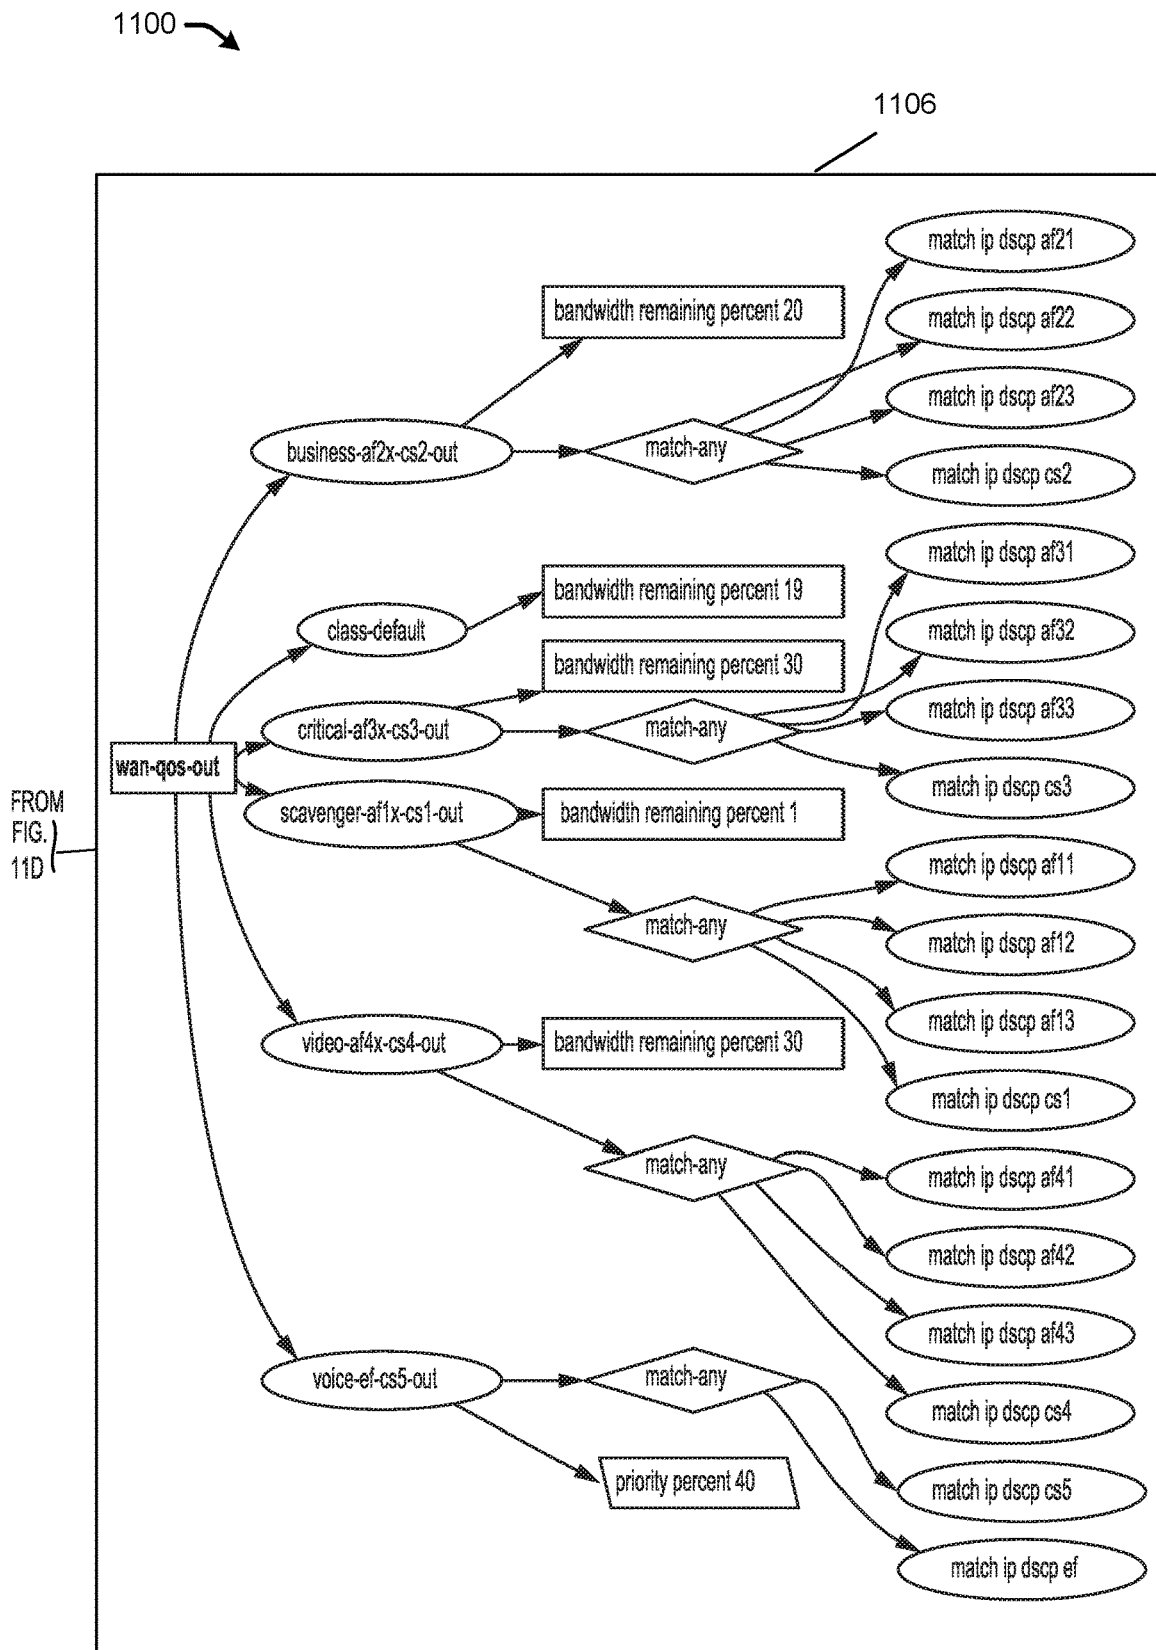 1100
1106
match ip dscp af21
bandwidth remaining percent 20
match ip dscp af22
match ip dscp af23
business-af2x-cs2-out
match-any
match ip dscp cs2
match ip dscp af31
bandwidth remaining percent 19
class-default
match ip dscp af32
bandwidth remaining percent 30
match ip dscp af33
critical-af3x-cs3-out
match-any
wan-qos-out
match ip dscp cs3
FROM
FIG.
11D
scavenger-af1x-cs1-out
bandwidth remaining percent 1
match ip dscp af11
match-any
match ip dscp af12
match ip dscp af13
video-af4x-cs4-out
bandwidth remaining percent 30
match ip dscp cs1
match-any
match ip dscp af41
match ip dscp af42
match ip dscp af43
voice-ef-cs5-out
match-any
match ip dscp cs4
priority percent 40
match ip dscp cs5
match ip dscp ef